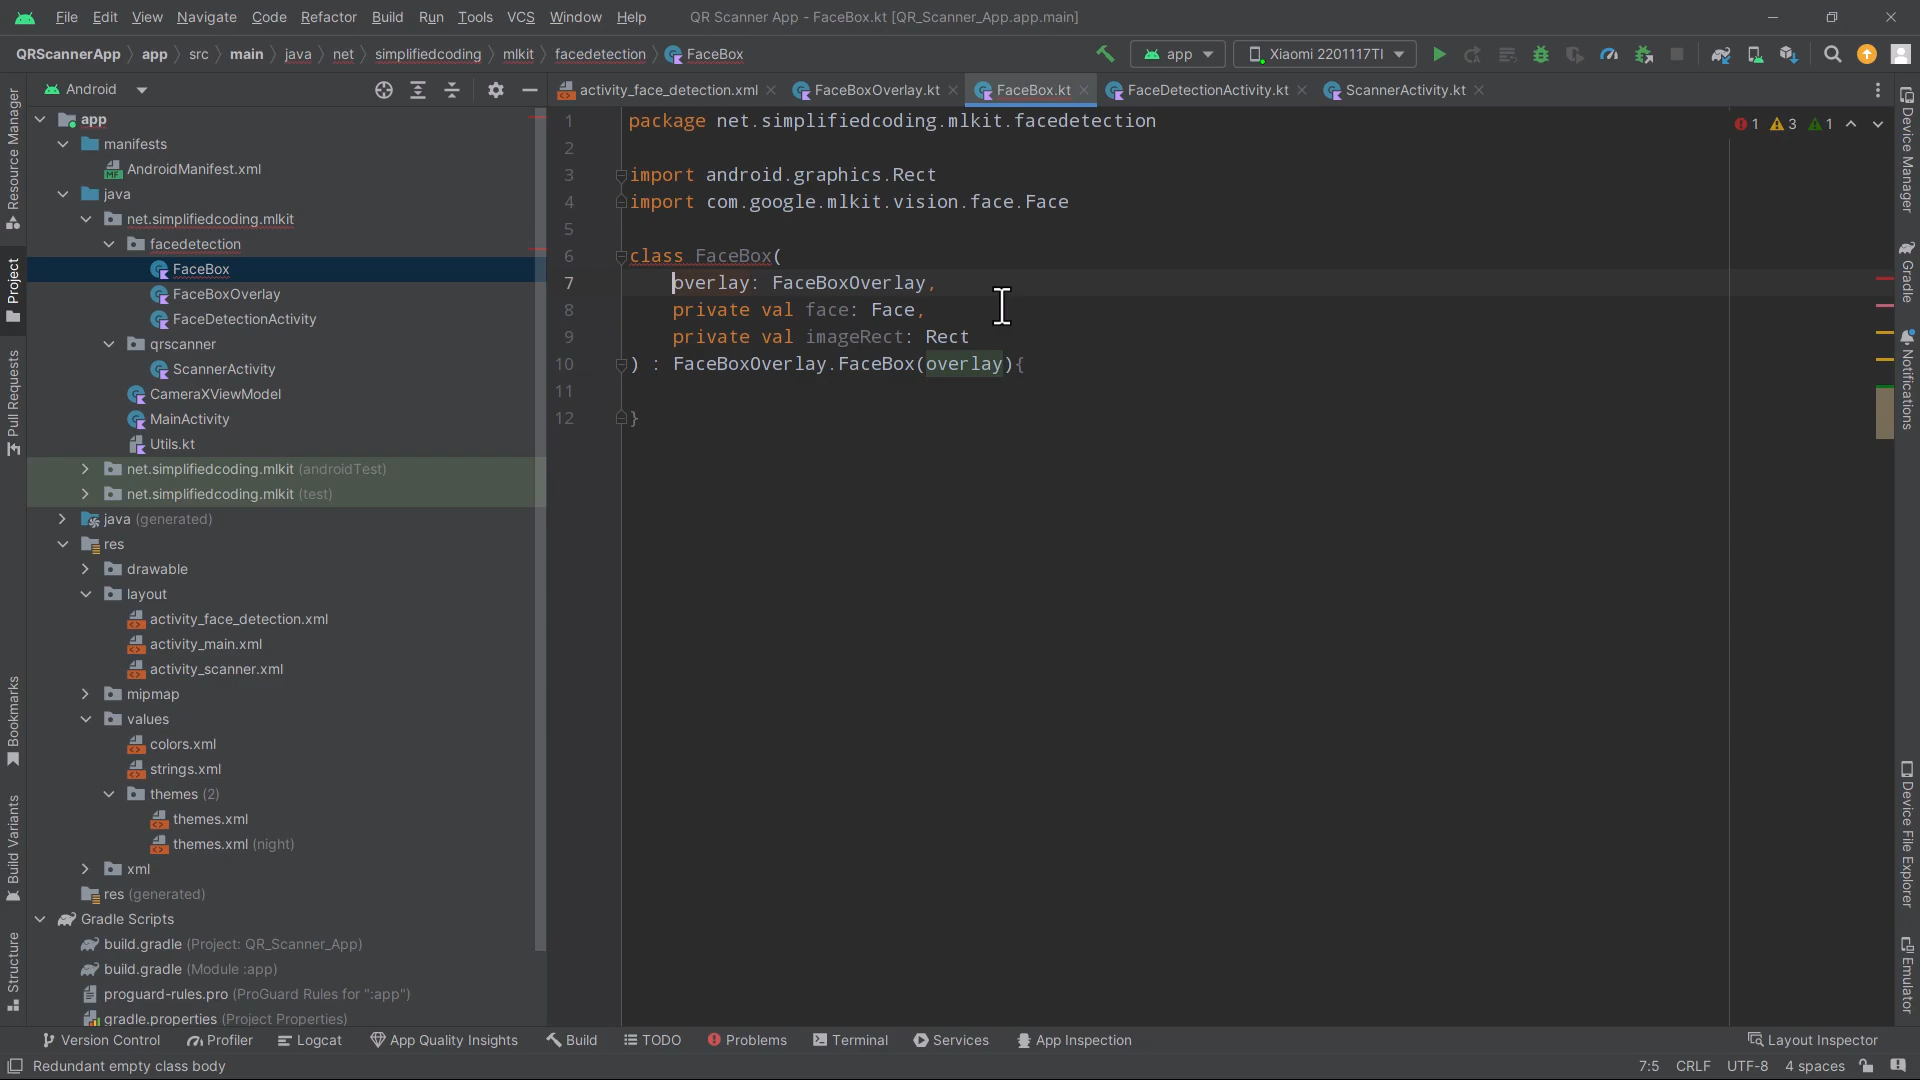 File Edit View Navigate Code Refactor Build Run Tools VCS Window Help QR Scanner App - FaceBox.kt [QR_Scanner_App.app.main]
QRScannerApp app src main java net simplifiedcoding mlkit facedetection FaceBox app Xiaomi 2201117TI
Android
activity_face_detection.xml FaceBoxOverlay.kt FaceBox.kt FaceDetectionActivity.kt ScannerActivity.kt
Resource Manager
Project
Pull Requests
Bookmarks
Build Variants
Structure
app
manifests
AndroidManifest.xml
java
net.simplifiedcoding.mlkit
facedetection
FaceBox
FaceBoxOverlay
FaceDetectionActivity
qrscanner
ScannerActivity
CameraXViewModel
MainActivity
Utils.kt
net.simplifiedcoding.mlkit (androidTest)
net.simplifiedcoding.mlkit (test)
java (generated)
res
drawable
layout
activity_face_detection.xml
activity_main.xml
activity_scanner.xml
mipmap
values
colors.xml
strings.xml
themes (2)
themes.xml
themes.xml (night)
xml
res (generated)
Gradle Scripts
build.gradle (Project: QR_Scanner_App)
build.gradle (Module :app)
proguard-rules.pro (ProGuard Rules for ":app")
gradle.properties (Project Properties)
1 package net.simplifiedcoding.mlkit.facedetection
2
3 import android.graphics.Rect
4 import com.google.mlkit.vision.face.Face
5
6 class FaceBox(
7 overlay: FaceBoxOverlay,
8 private val face: Face,
9 private val imageRect: Rect
10 ) : FaceBoxOverlay.FaceBox(overlay){
11
12 }
1 3 1
Device Manager
Gradle
Notifications
Device File Explorer
Emulator
Version Control Profiler Logcat App Quality Insights Build TODO Problems Terminal Services App Inspection Layout Inspector
Redundant empty class body 7:5 CRLF UTF-8 4 spaces